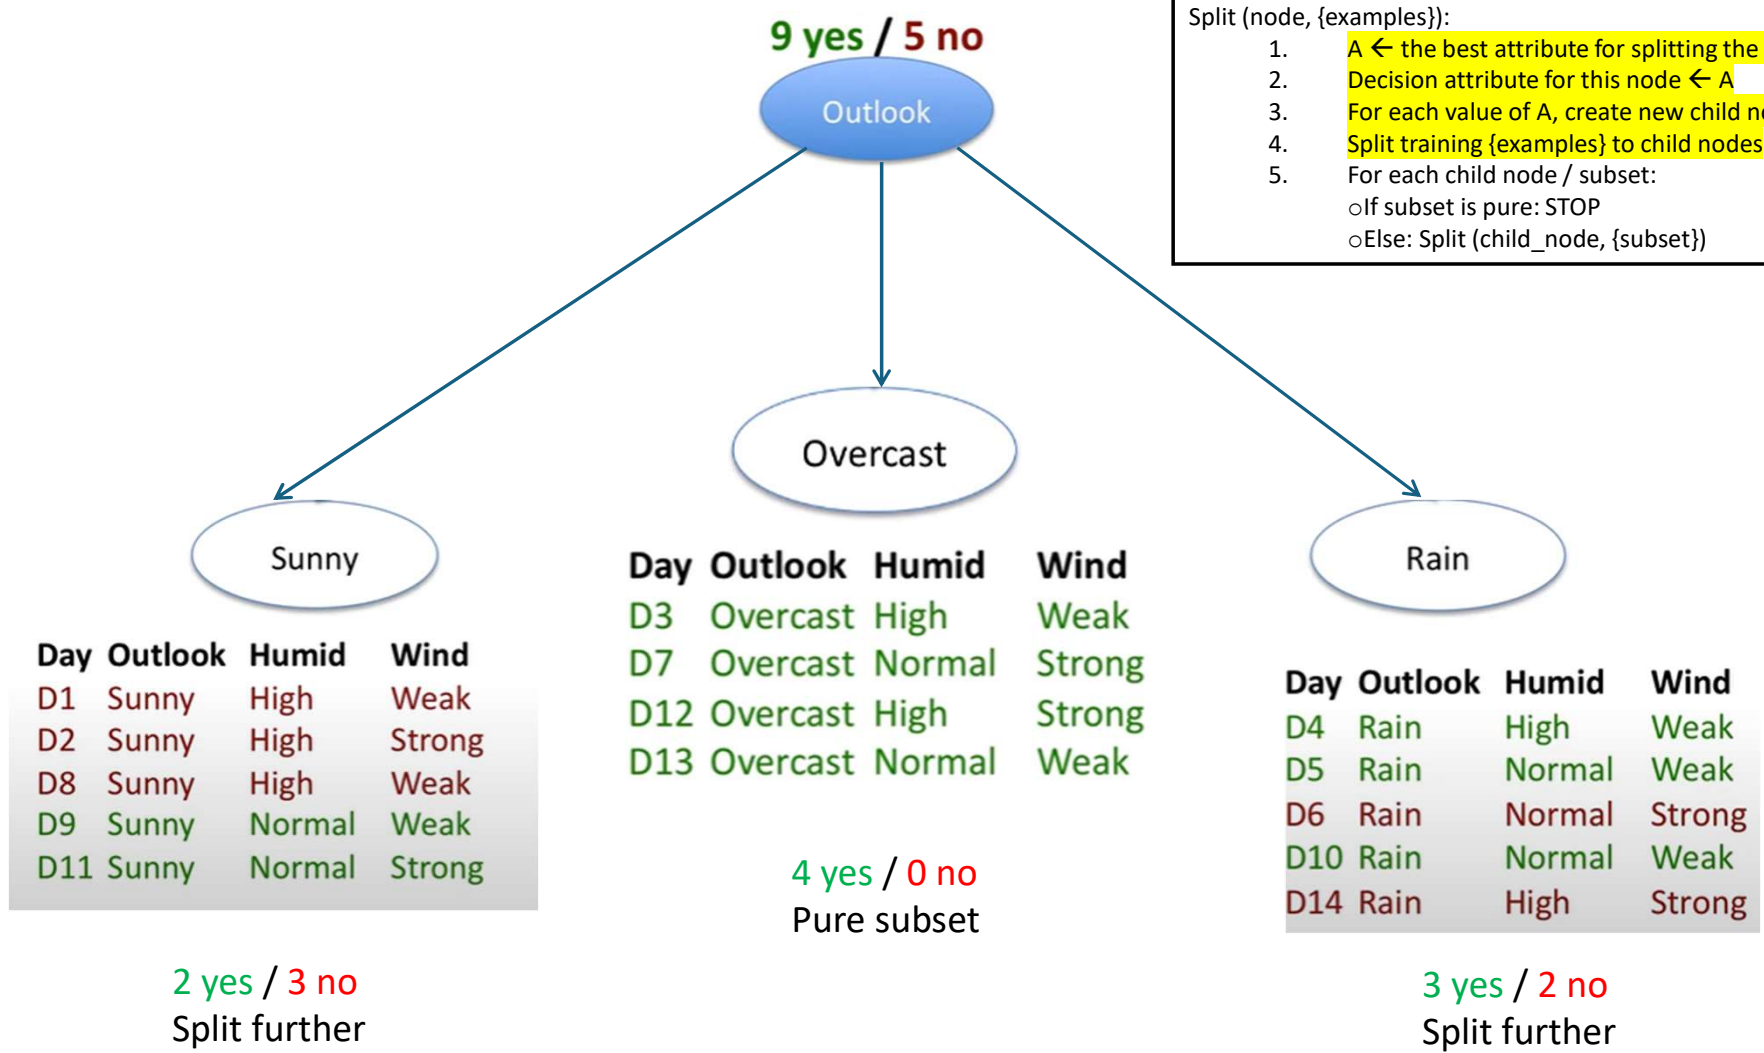 9 yes / 5 no
Outlook
Split (node, {examples}):
1. A ← the best attribute for splitting the
2. Decision attribute for this node ← A
3. For each value of A, create new child
4. Split training {examples} to child nodes
5. For each child node / subset:
oIf subset is pure: STOP
oElse: Split (child_node, {subset})
Sunny
Day Outlook Humid Wind
D1 Sunny High Weak
D2 Sunny High Strong
D8 Sunny High Weak
D9 Sunny Normal Weak
D11 Sunny Normal Strong
2 yes / 3 no
Split further
Overcast
Day Outlook Humid Wind
D3 Overcast High Weak
D7 Overcast Normal Strong
D12 Overcast High Strong
D13 Overcast Normal Weak
4 yes / 0 no
Pure subset
Rain
Day Outlook Humid Wind
D4 Rain High Weak
D5 Rain Normal Weak
D6 Rain Normal Strong
D10 Rain Normal Weak
D14 Rain High Strong
3 yes / 2 no
Split further